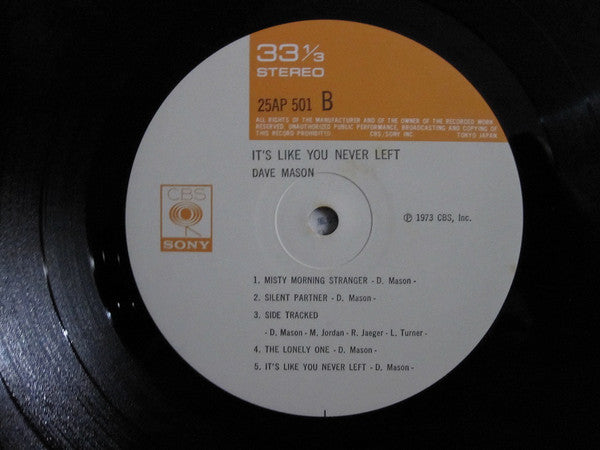 33 1/3
STEREO
25AP 501 B
ALL RIGHTS OF THE MANUFACTURER AND OF THE OWNER OF THE RECORDED WORK
RESERVED. UNAUTHORIZED PUBLIC PERFORMANCE, BROADCASTING AND COPYING OF
THIS RECORD PROHIBITED. CBS/SONY INC. TOKYO JAPAN
IT'S LIKE YOU NEVER LEFT
DAVE MASON
CBS
SONY
℗ 1973 CBS, Inc.
1. MISTY MORNING STRANGER - D. Mason -
2. SILENT PARTNER - D. Mason -
3. SIDE TRACKED
- D. Mason - M. Jordan - R. Jaeger - L. Turner -
4. THE LONELY ONE - D. Mason -
5. IT'S LIKE YOU NEVER LEFT - D. Mason -